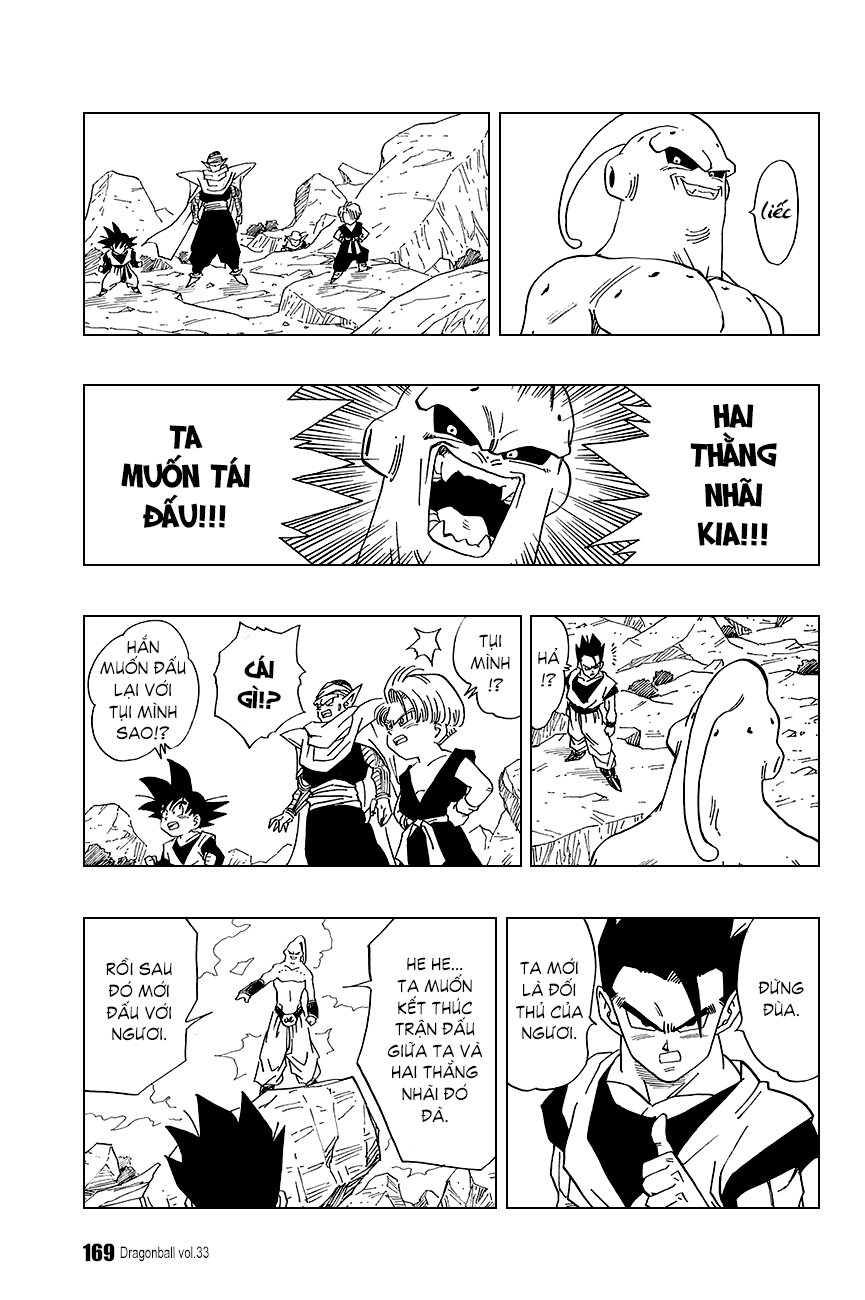 liếc
HAI
THẰNG
NHÃI
KIA!!!
TA
MUỐN TÁI
ĐẤU!!!
HẢ
!?
TỤI
MÌNH
!?
CÁI
GÌ!?
HẮN
MUỐN ĐẤU
LẠI VỚI
TỤI MÌNH
SAO!?
ĐỪNG
ĐÙA.
TA MỚI
LÀ ĐỐI
THỦ CỦA
NGƯƠI.
HE HE...
TA MUỐN
KẾT THÚC
TRẬN ĐẤU
GIỮA TA VÀ
HAI THẰNG
NHÃI ĐÓ
ĐÃ.
RỒI SAU
ĐÓ MỚI
ĐẤU VỚI
NGƯƠI.
169 Dragonball vol.33